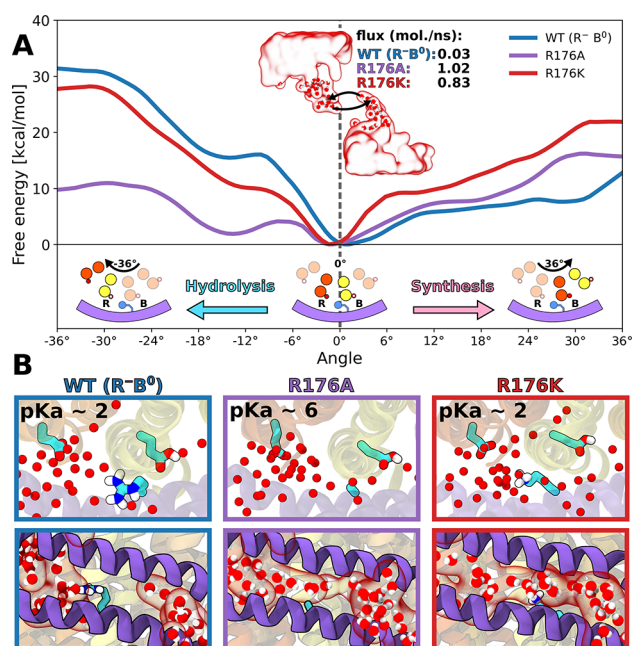 A
flux (mol./ns):
WT (R⁻B⁰): 0.03
R176A: 1.02
R176K: 0.83
WT (R⁻ B⁰)
R176A
R176K
Free energy [kcal/mol]
40
30
20
10
0
-36°
0°
36°
Hydrolysis
Synthesis
R B
R B
R B
-36° -30° -24° -18° -12° -6° 0° 6° 12° 18° 24° 30° 36°
Angle
B
WT (R⁻B⁰)
R176A
R176K
pKa ~ 2
pKa ~ 6
pKa ~ 2